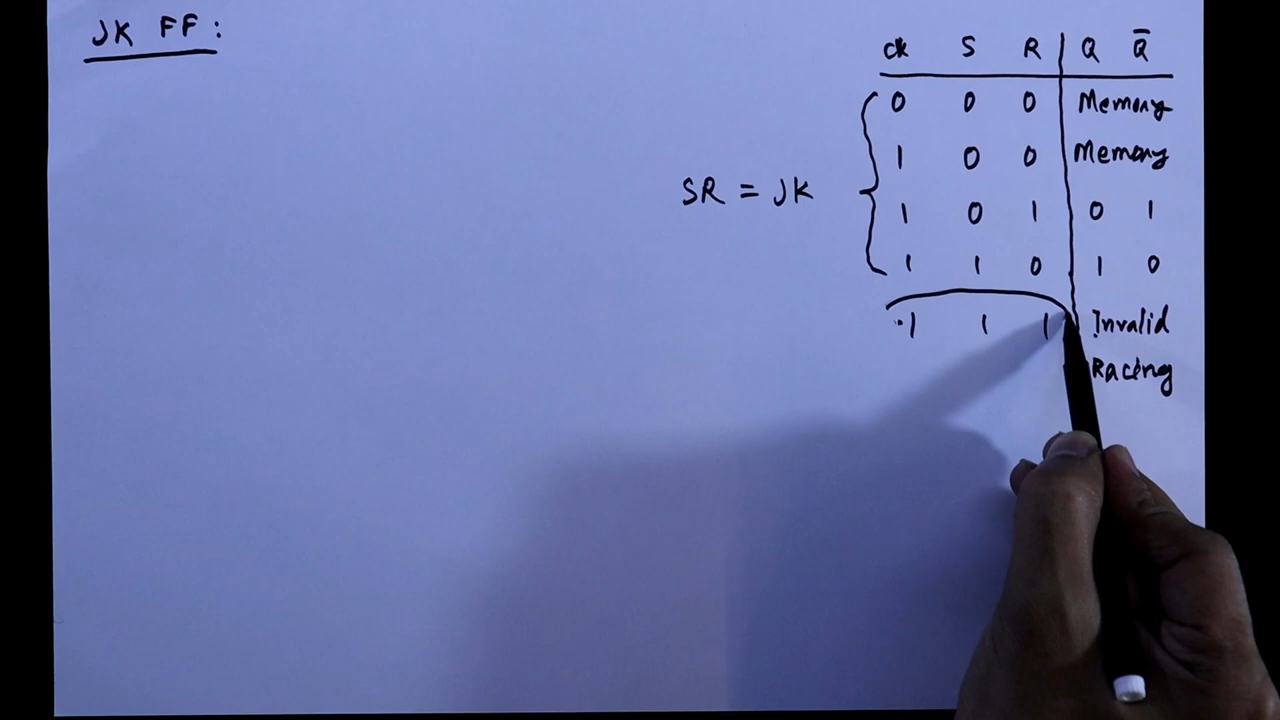 JK FF:
ck S R Q Q̄
0 0 0 Memory
1 0 0 Memory
SR = JK
1 0 1 0 1
1 1 0 1 0
1 1 1 Invalid
Racing